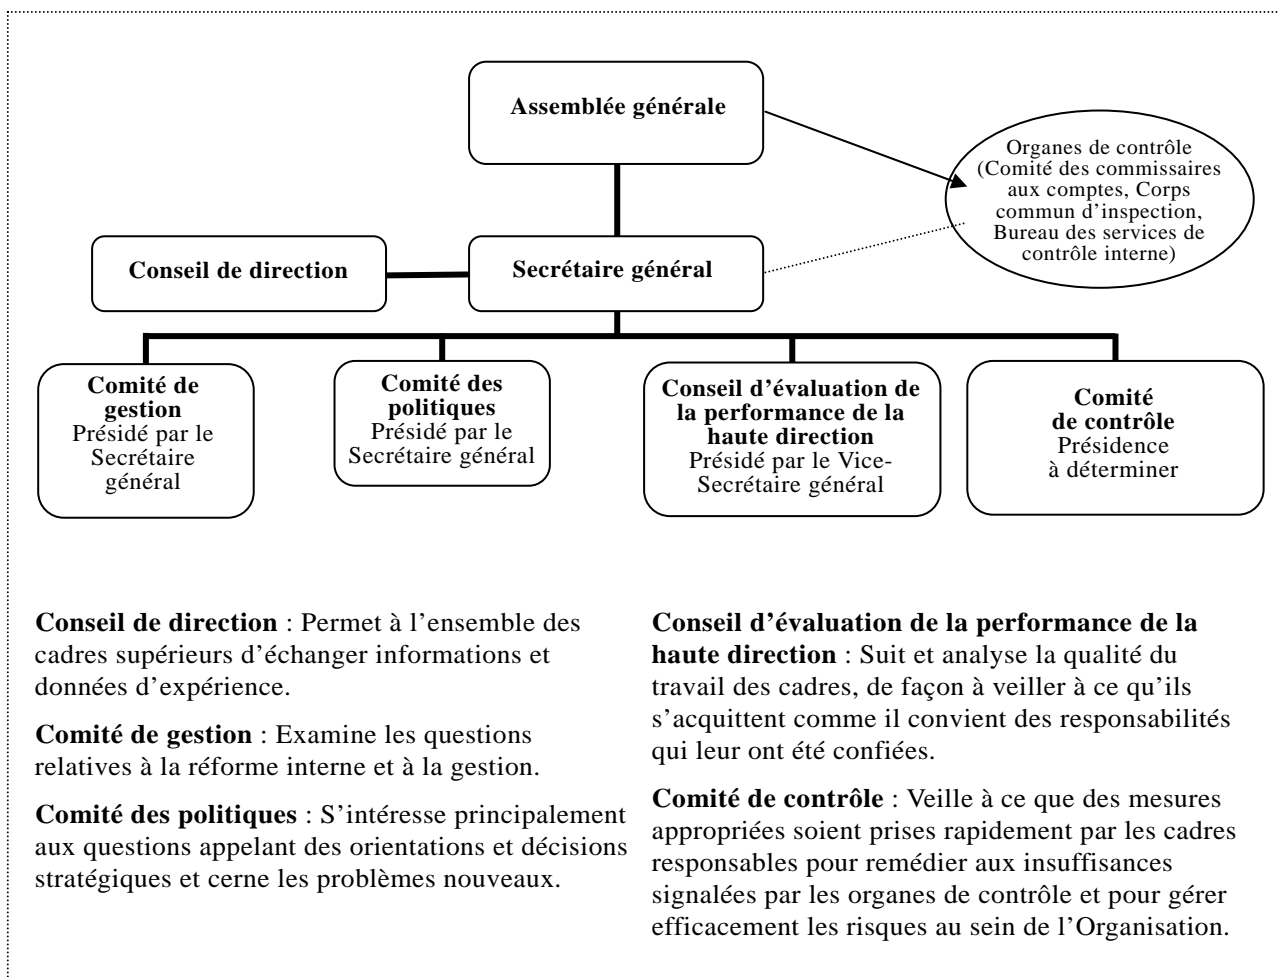 Assemblée générale
Organes de contrôle
(Comité des commissaires
aux comptes, Corps
commun d’inspection,
Bureau des services de
contrôle interne)
Conseil de direction
Secrétaire général
Comité de
gestion
Présidé par le
Secrétaire
général
Comité des
politiques
Présidé par le
Secrétaire général
Conseil d’évaluation de
la performance de la
haute direction
Présidé par le Vice-
Secrétaire général
Comité
de contrôle
Présidence
à déterminer
Conseil de direction : Permet à l’ensemble des
cadres supérieurs d’échanger informations et
données d’expérience.
Comité de gestion : Examine les questions
relatives à la réforme interne et à la gestion.
Comité des politiques : S’intéresse principalement
aux questions appelant des orientations et décisions
stratégiques et cerne les problèmes nouveaux.
Conseil d’évaluation de la performance de la
haute direction : Suit et analyse la qualité du
travail des cadres, de façon à veiller à ce qu’ils
s’acquittent comme il convient des responsabilités
qui leur ont été confiées.
Comité de contrôle : Veille à ce que des mesures
appropriées soient prises rapidement par les cadres
responsables pour remédier aux insuffisances
signalées par les organes de contrôle et pour gérer
efficacement les risques au sein de l’Organisation.